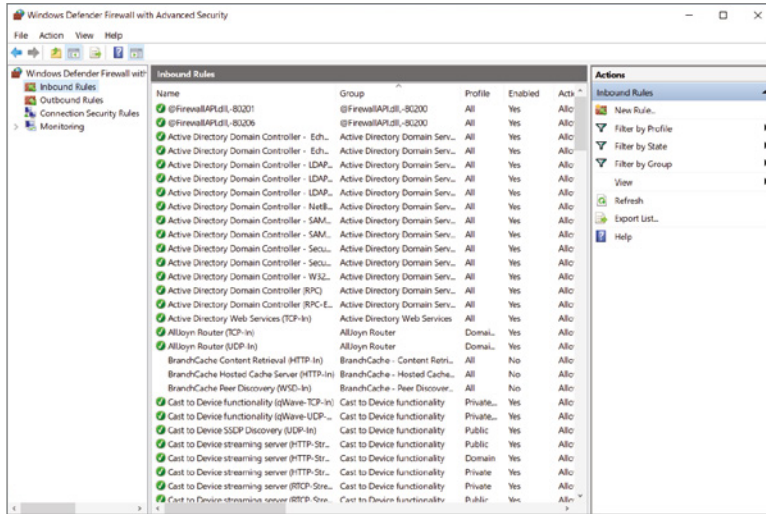 Windows Defender Firewall with Advanced Security
File Action View Help
Windows Defender Firewall with
Inbound Rules
Outbound Rules
Connection Security Rules
Monitoring
Inbound Rules
Name Group Profile Enabled Acti
@FirewallAPI.dll,-80201 @FirewallAPI.dll,-80200 All Yes Allo
@FirewallAPI.dll,-80206 @FirewallAPI.dll,-80200 All Yes Allo
Active Directory Domain Controller - Ech... Active Directory Domain Serv... All Yes Allo
Active Directory Domain Controller - Ech... Active Directory Domain Serv... All Yes Allo
Active Directory Domain Controller - LDAP... Active Directory Domain Serv... All Yes Allo
Active Directory Domain Controller - LDAP... Active Directory Domain Serv... All Yes Allo
Active Directory Domain Controller - LDAP... Active Directory Domain Serv... All Yes Allo
Active Directory Domain Controller - NetB... Active Directory Domain Serv... All Yes Allo
Active Directory Domain Controller - SAM... Active Directory Domain Serv... All Yes Allo
Active Directory Domain Controller - SAM... Active Directory Domain Serv... All Yes Allo
Active Directory Domain Controller - Secu... Active Directory Domain Serv... All Yes Allo
Active Directory Domain Controller - Secu... Active Directory Domain Serv... All Yes Allo
Active Directory Domain Controller - W32... Active Directory Domain Serv... All Yes Allo
Active Directory Domain Controller (RPC) Active Directory Domain Serv... All Yes Allo
Active Directory Domain Controller (RPC-E... Active Directory Domain Serv... All Yes Allo
Active Directory Web Services (TCP-In) Active Directory Web Services All Yes Allo
AllJoyn Router (TCP-In) AllJoyn Router Domai... Yes Allo
AllJoyn Router (UDP-In) AllJoyn Router Domai... Yes Allo
BranchCache Content Retrieval (HTTP-In) BranchCache - Content Retri... All No Allo
BranchCache Hosted Cache Server (HTTP-In) BranchCache - Hosted Cache... All No Allo
BranchCache Peer Discovery (WSD-In) BranchCache - Peer Discover... All No Allo
Cast to Device functionality (qWave-TCP-In) Cast to Device functionality Private,... Yes Allo
Cast to Device functionality (qWave-UDP-... Cast to Device functionality Private,... Yes Allo
Cast to Device SSDP Discovery (UDP-In) Cast to Device functionality Public Yes Allo
Cast to Device streaming server (HTTP-Str... Cast to Device functionality Public Yes Allo
Cast to Device streaming server (HTTP-Str... Cast to Device functionality Domain Yes Allo
Cast to Device streaming server (HTTP-Str... Cast to Device functionality Private Yes Allo
Cast to Device streaming server (RTCP-Stre... Cast to Device functionality Private Yes Allo
Cast to Device streaming server (RTCP-Stre... Cast to Device functionality Public Yes Allo
Actions
Inbound Rules
New Rule...
Filter by Profile
Filter by State
Filter by Group
View
Refresh
Export List...
Help